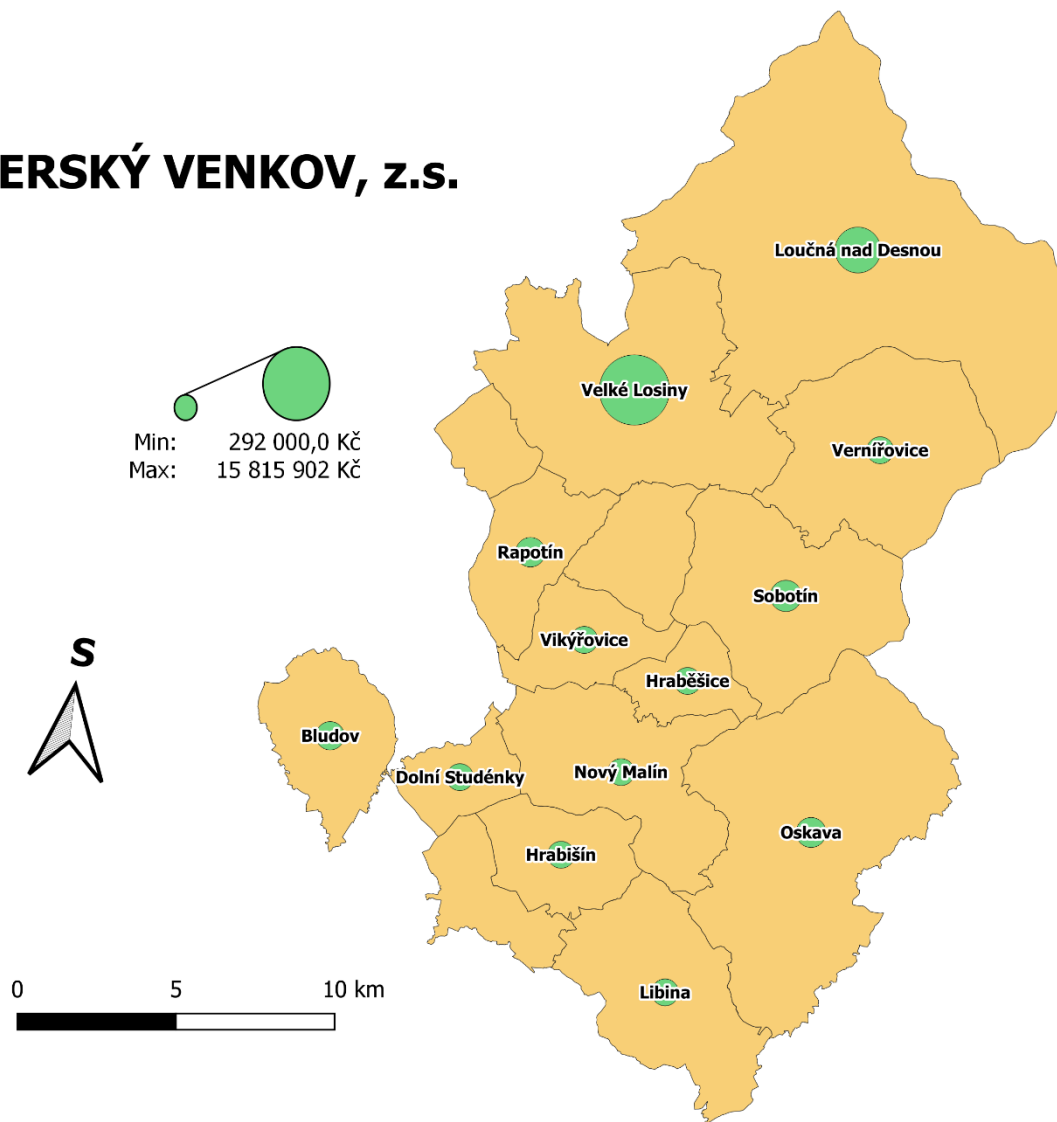 ERSKÝ VENKOV, z.s.
Loučná nad Desnou
Velké Losiny
Min: 292 000,0 Kč
Max: 15 815 902 Kč
Vernířovice
Rapotín
Sobotín
Vikýřovice
S
Hraběšice
Bludov
Dolní Studénky
Nový Malín
Oskava
Hrabišín
Libina
0 5 10 km